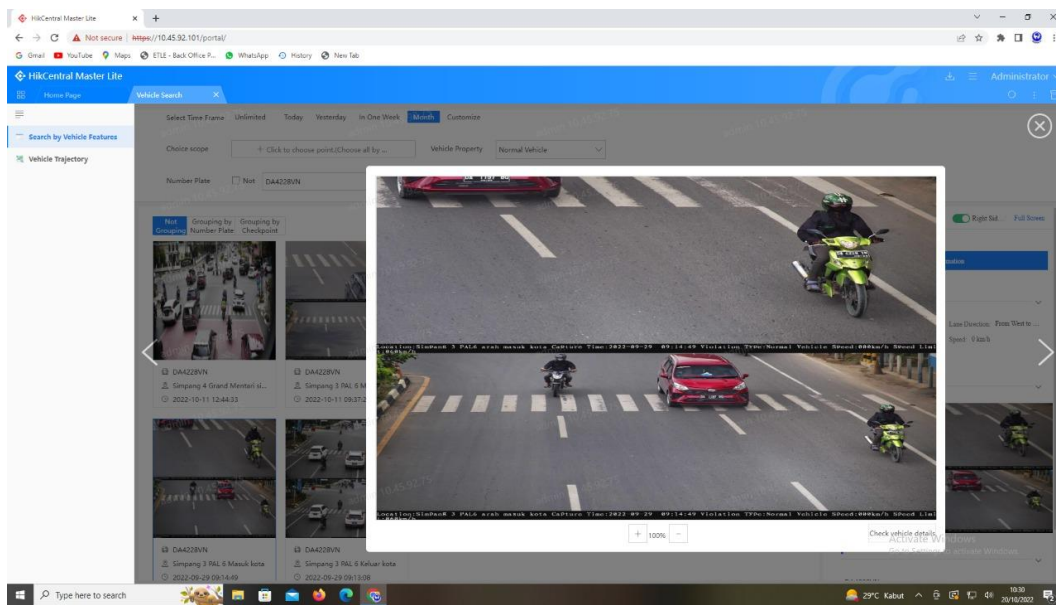 HikCentral Master Lite
Not secure https://10.45.92.101/portal/
Gmail YouTube Maps ETLE - Back Office P... WhatsApp History New Tab
HikCentral Master Lite
Administrator
Home Page Vehicle Search
Select Time Frame Unlimited Today Yesterday In One Week Month Customize
Search by Vehicle Features
Choice scope + Click to choose point.(Choose all by ... Vehicle Property Normal Vehicle
Vehicle Trajectory
Number Plate Not DA4228VN
Not Grouping Grouping by Number Plate Grouping by Checkpoint
Right Sid... Full Screen
Lane Direction: From West to ...
Speed: 0 km/h
Location:SimPanK 3 PAL6 arah masuk kota CaPture Time:2022-09-29 09:14:49 Violation TYPe:Normal Vehicle SPeed:000km/h SPeed Limi
t:060km/h
DA4228VN
Simpang 4 Grand Mentari si...
2022-10-11 12:44:33
DA4228VN
Simpang 3 PAL 6 M
2022-10-11 09:57:2
Location:SimPanK 3 PAL6 arah masuk kota CaPture Time:2022-09-29 09:14:49 Violation TYPe:Normal Vehicle SPeed:000km/h SPeed Limi
t:060km/h
+ 100% -
Check vehicle details
Activate Windows
Go to Settings to activate Windows.
DA4228VN
Simpang 3 PAL 6 Masuk kota
2022-09-29 09:14:49
DA4228VN
Simpang 3 PAL 6 Keluar kota
2022-09-29 09:13:08
Type here to search
29°C Kabut
10:30
20/10/2022